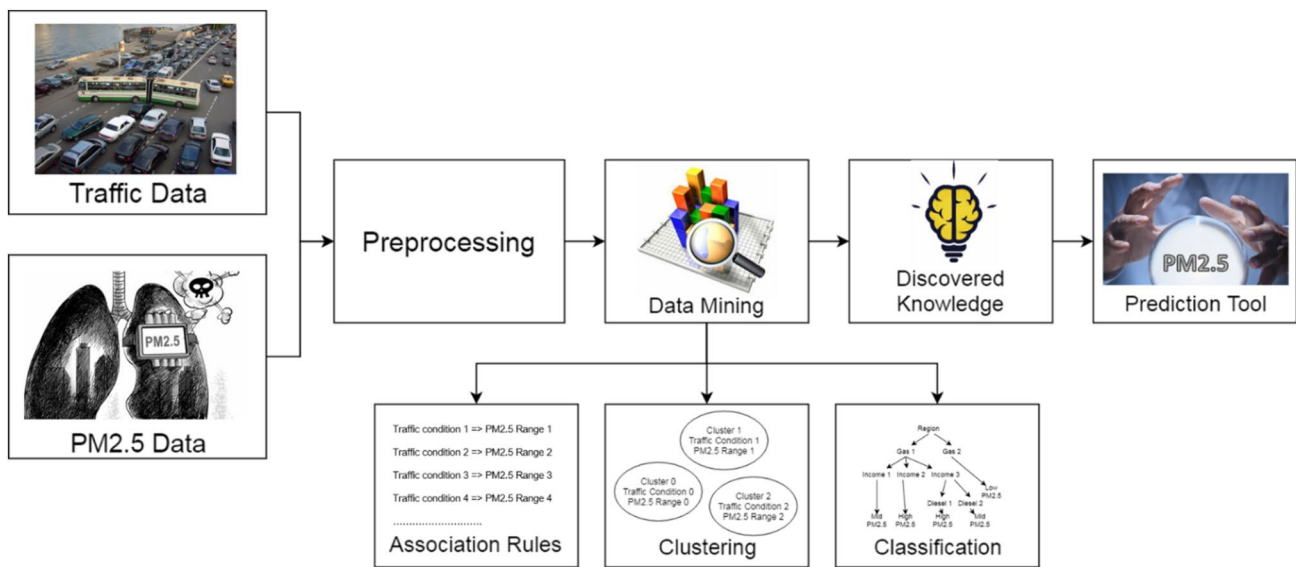 Traffic Data
PM2.5
PM2.5 Data
Preprocessing
Data Mining
Discovered
Knowledge
PM2.5
Prediction Tool
Traffic condition 1 => PM2.5 Range 1
Traffic condition 2 => PM2.5 Range 2
Traffic condition 3 => PM2.5 Range 3
Traffic condition 4 => PM2.5 Range 4
..............................
Association Rules
Cluster 1
Traffic Condition 1
PM2.5 Range 1
Cluster 0
Traffic Condition 0
PM2.5 Range 0
Cluster 2
Traffic Condition 2
PM2.5 Range 2
Clustering
Region
Gas 1 Gas 2
Income 1 Income 2 Income 3
Low
PM2.5
Diesel 1 Diesel 2
Mid High High Mid
PM2.5 PM2.5 PM2.5 PM2.5
Classification